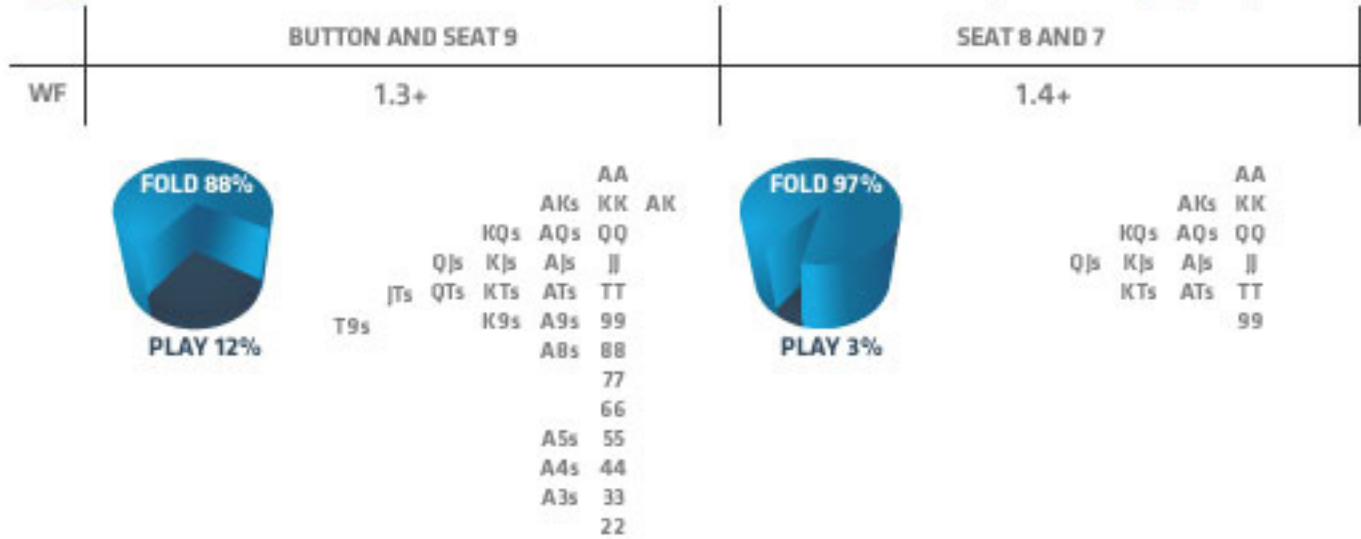 BUTTON AND SEAT 9 SEAT 8 AND 7
WF 1.3+ 1.4+
FOLD 88%
PLAY 12%
AA
AKs KK AK
KQs AQs QQ
QJs KJs AJs JJ
JTs QTs KTs ATs TT
T9s K9s A9s 99
A8s 88
77
66
A5s 55
A4s 44
A3s 33
22
FOLD 97%
PLAY 3%
AA
AKs KK
KQs AQs QQ
QJs KJs AJs JJ
KTs ATs TT
99